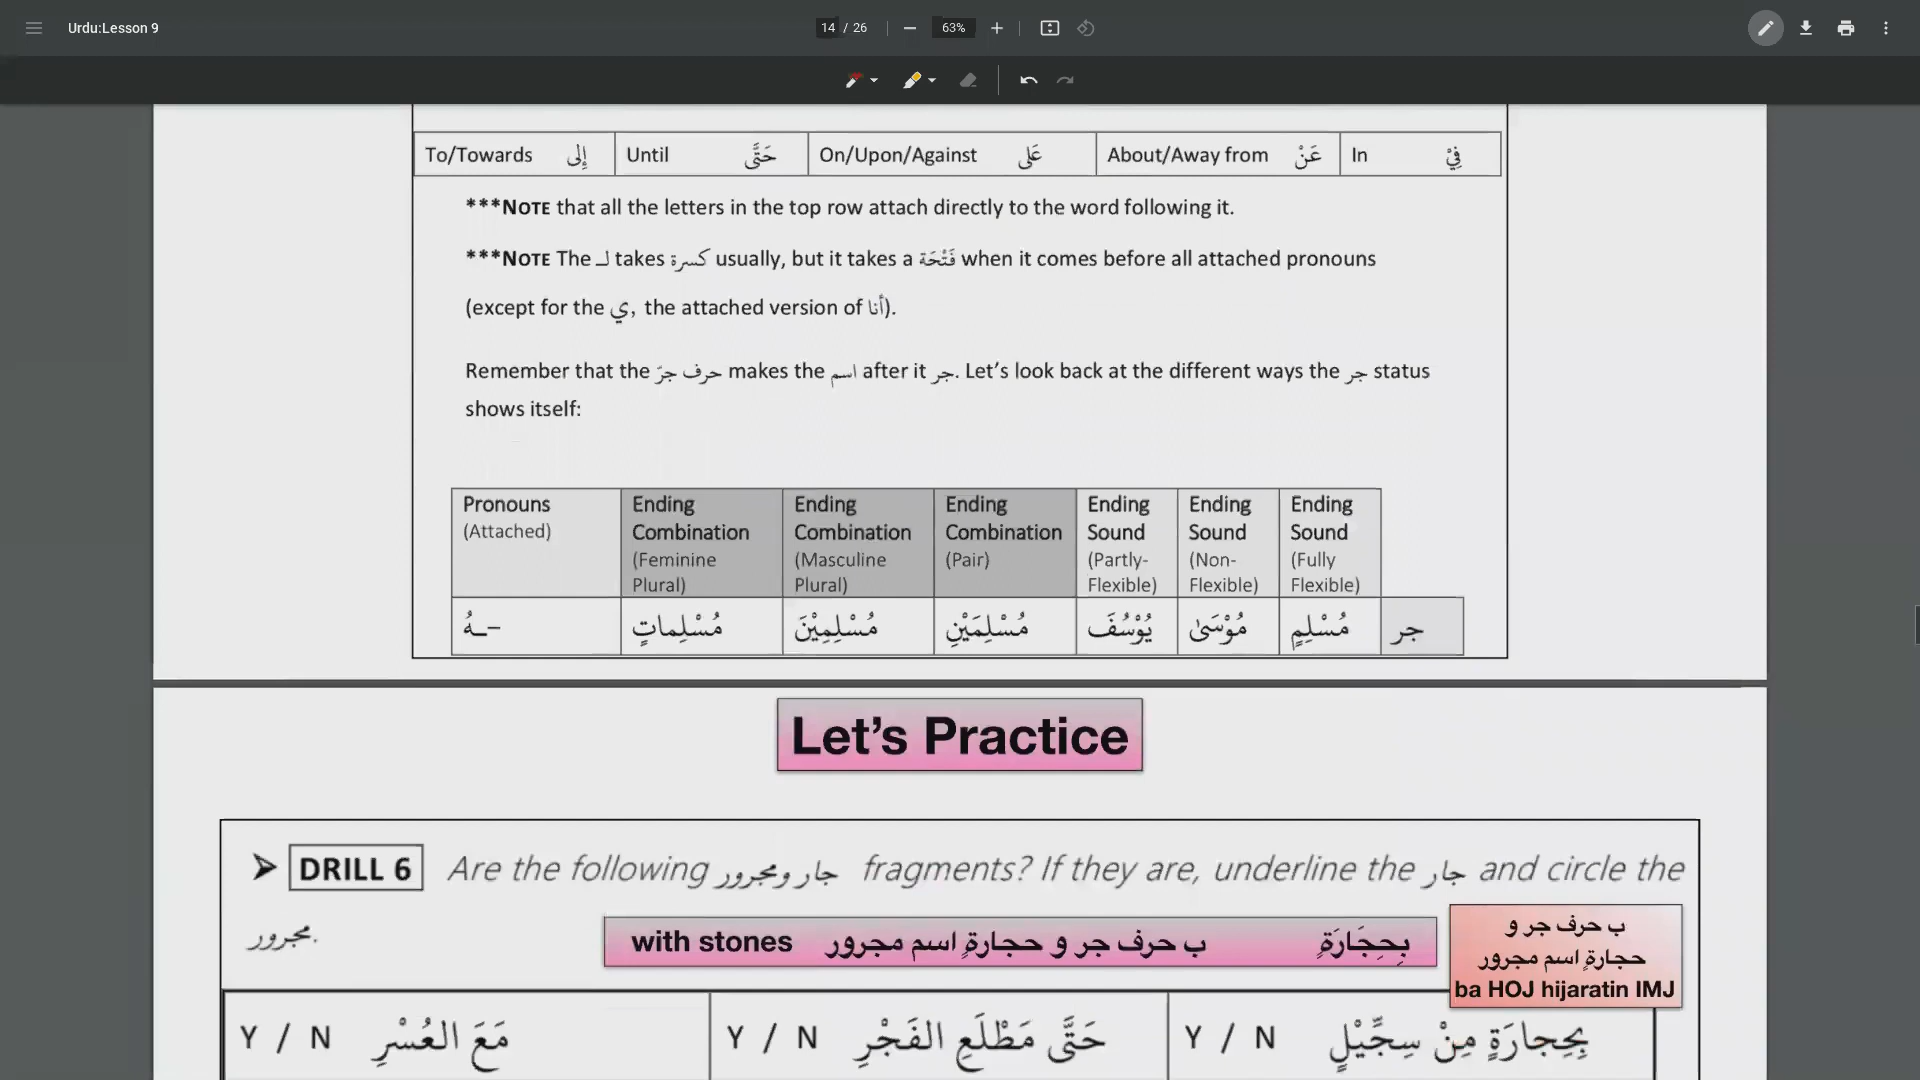 Urdu:Lesson 9
14 / 26
63%
To/Towards إِلى Until حَتَّى On/Upon/Against عَلى About/Away from عَنْ In فِيْ
***NOTE that all the letters in the top row attach directly to the word following it.
***NOTE The لـ takes كسرة usually, but it takes a فَتْحَة when it comes before all attached pronouns
(except for the ي, the attached version of أنا).
Remember that the حرف جرّ makes the اسم after it جر. Let's look back at the different ways the جر status
shows itself:
Pronouns (Attached)
Ending Combination (Feminine Plural)
Ending Combination (Masculine Plural)
Ending Combination (Pair)
Ending Sound (Partly-Flexible)
Ending Sound (Non-Flexible)
Ending Sound (Fully Flexible)
–ـهُ مُسْلِماتٍ مُسْلِمِيْنَ مُسْلِمَيْنِ يُوْسُفَ مُوْسَىٰ مُسْلِمٍ جر
Let's Practice
➤ DRILL 6 Are the following جار ومجرور fragments? If they are, underline the جار and circle the
مجرور.
with stones ب حرف جر و حجارةٍ اسم مجرور بِحِجَارَةٍ
ب حرف جر و
حجارةٍ اسم مجرور
ba HOJ hijaratin IMJ
Y / N مَعَ العُسْرِ Y / N حَتَّى مَطْلَعِ الفَجْرِ Y / N بِحِجارَةٍ مِنْ سِجِّيْلٍ